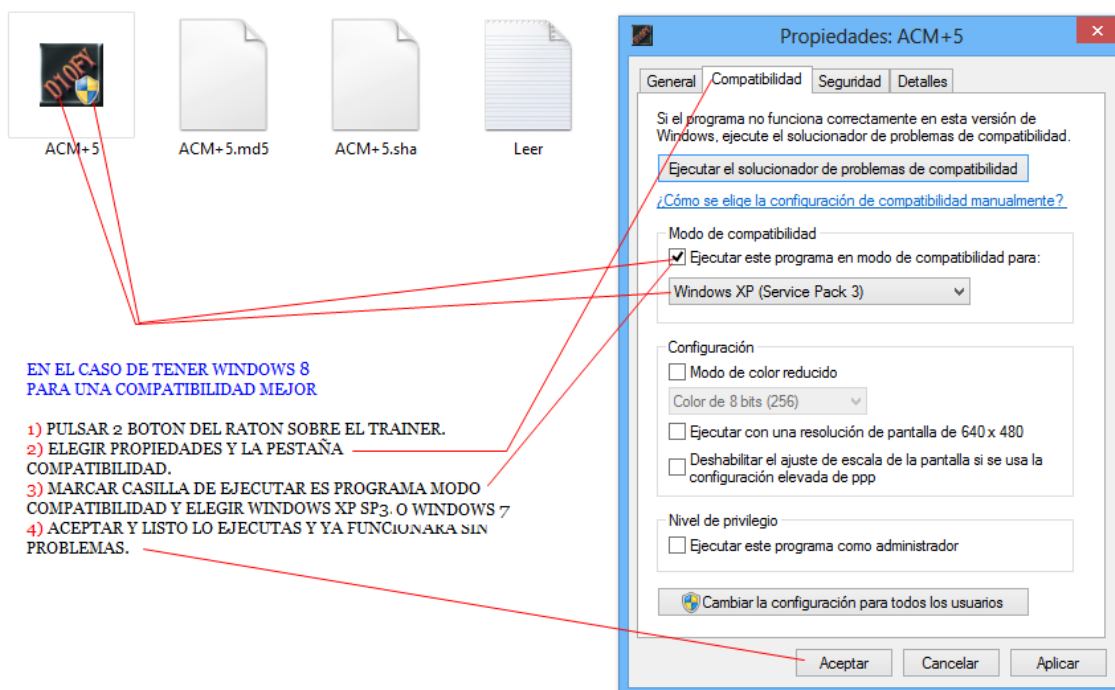 D10FY
ACM+5
ACM+5.md5
ACM+5.sha
Leer
EN EL CASO DE TENER WINDOWS 8
PARA UNA COMPATIBILIDAD MEJOR
1) PULSAR 2 BOTON DEL RATON SOBRE EL TRAINER.
2) ELEGIR PROPIEDADES Y LA PESTAÑA
COMPATIBILIDAD.
3) MARCAR CASILLA DE EJECUTAR ES PROGRAMA MODO
COMPATIBILIDAD Y ELEGIR WINDOWS XP SP3. O WINDOWS 7
4) ACEPTAR Y LISTO LO EJECUTAS Y YA FUNCIONARA SIN
PROBLEMAS.
Propiedades: ACM+5
General Compatibilidad Seguridad Detalles
Si el programa no funciona correctamente en esta versión de
Windows, ejecute el solucionador de problemas de compatibilidad.
Ejecutar el solucionador de problemas de compatibilidad
¿Cómo se elige la configuración de compatibilidad manualmente?
Modo de compatibilidad
Ejecutar este programa en modo de compatibilidad para:
Windows XP (Service Pack 3)
Configuración
Modo de color reducido
Color de 8 bits (256)
Ejecutar con una resolución de pantalla de 640 x 480
Deshabilitar el ajuste de escala de la pantalla si se usa la
configuración elevada de ppp
Nivel de privilegio
Ejecutar este programa como administrador
Cambiar la configuración para todos los usuarios
Aceptar Cancelar Aplicar